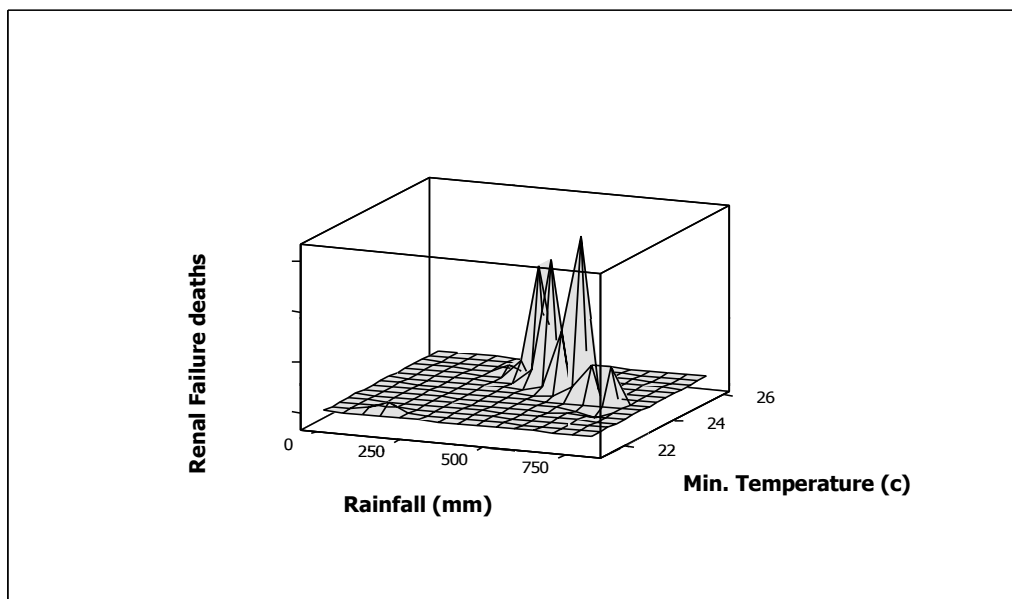 Renal Failure deaths
0
250
500
750
22
24
26
Rainfall (mm)
Min. Temperature (c)